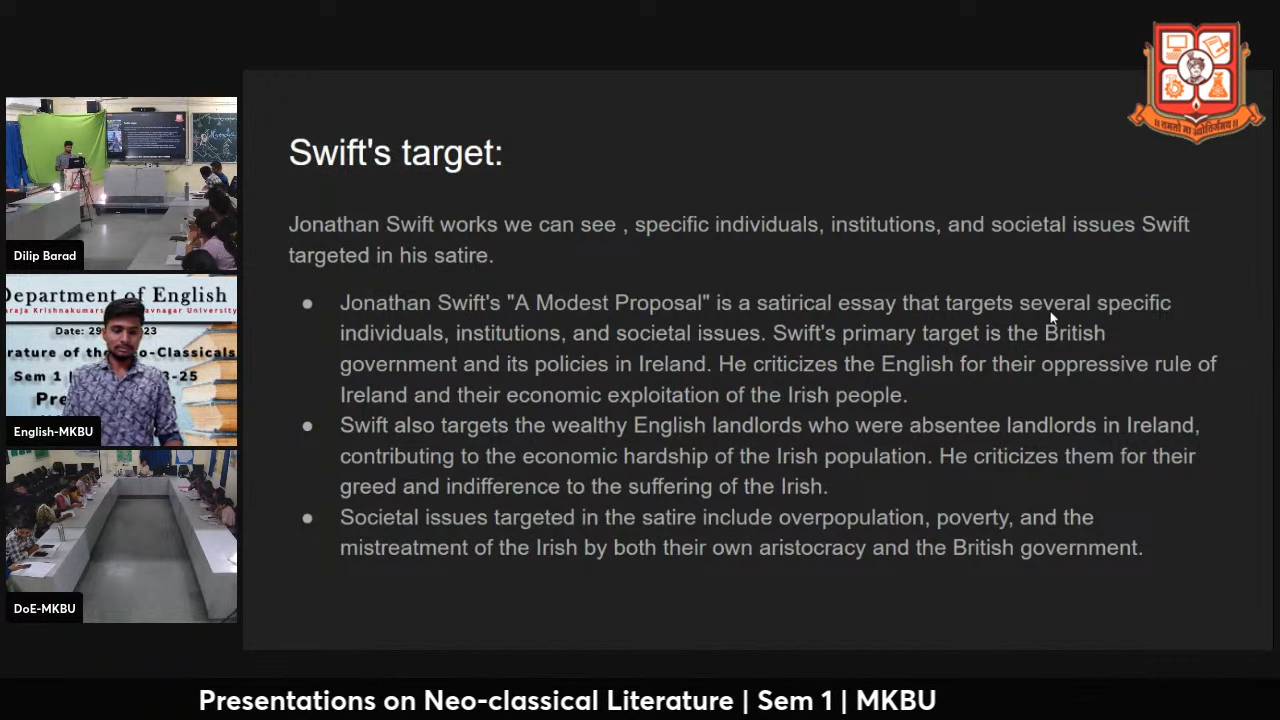 Swift's target:
Jonathan Swift works we can see , specific individuals, institutions, and societal issues Swift
targeted in his satire.
● Jonathan Swift's "A Modest Proposal" is a satirical essay that targets several specific
individuals, institutions, and societal issues. Swift's primary target is the British
government and its policies in Ireland. He criticizes the English for their oppressive rule of
Ireland and their economic exploitation of the Irish people.
● Swift also targets the wealthy English landlords who were absentee landlords in Ireland,
contributing to the economic hardship of the Irish population. He criticizes them for their
greed and indifference to the suffering of the Irish.
● Societal issues targeted in the satire include overpopulation, poverty, and the
mistreatment of the Irish by both their own aristocracy and the British government.
Dilip Barad
Department of English
Date: 29
Sem 1
3-25
English-MKBU
DoE-MKBU
Presentations on Neo-classical Literature | Sem 1 | MKBU